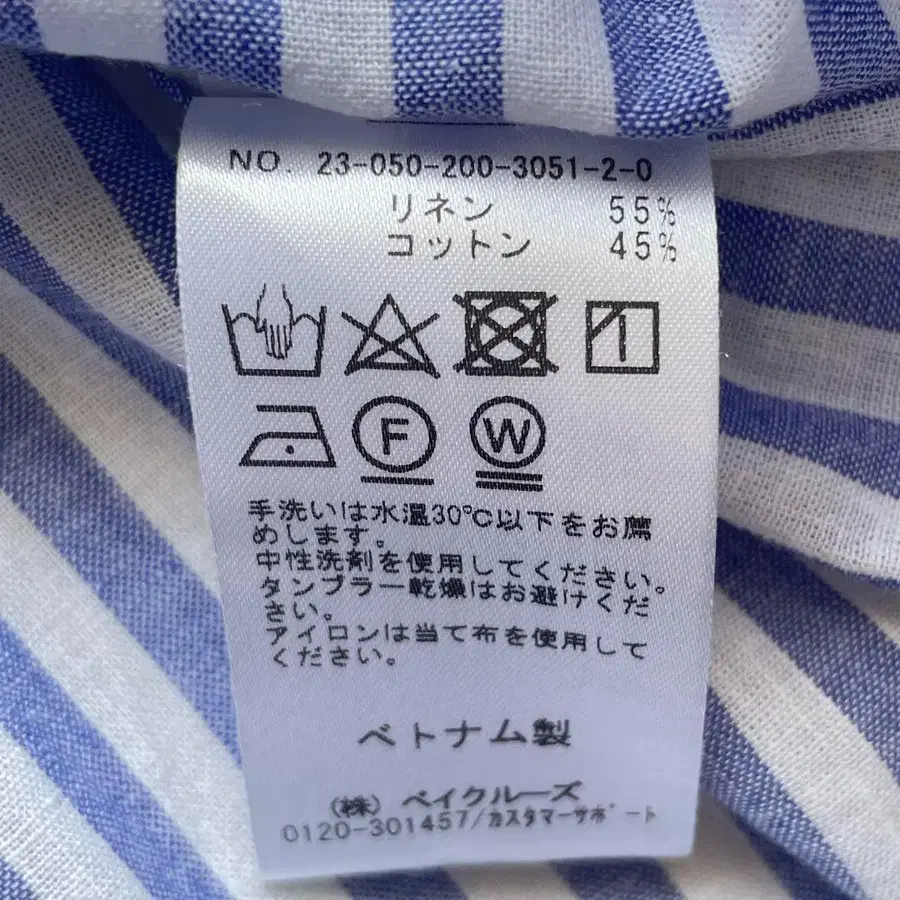 NO. 23-050-200-3051-2-0
リネン 55%
コットン 45%
F W
手洗いは水温30℃以下をお薦
めします。
中性洗剤を使用してください。
タンブラー乾燥はお避けくだ
さい。
アイロンは当て布を使用して
ください。
ベトナム製
(株) ベイクルーズ
0120-301457/カスタマーサポート